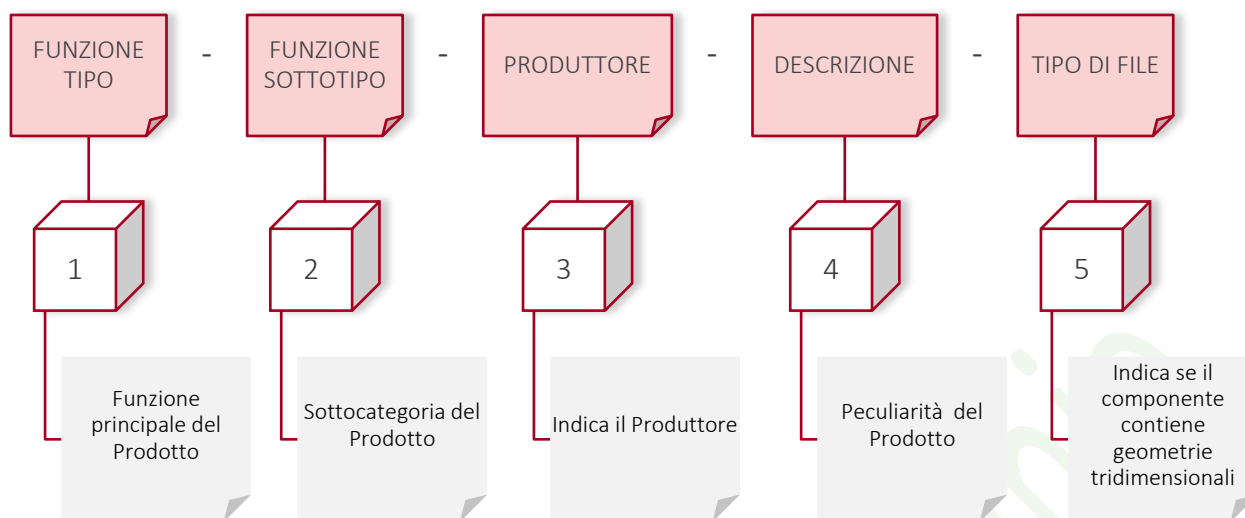 FUNZIONE
TIPO
-
FUNZIONE
SOTTOTIPO
-
PRODUTTORE
-
DESCRIZIONE
-
TIPO DI FILE
1
2
3
4
5
Funzione
principale del
Prodotto
Sottocategoria del
Prodotto
Indica il Produttore
Peculiarità del
Prodotto
Indica se il
componente
contiene
geometrie
tridimensionali